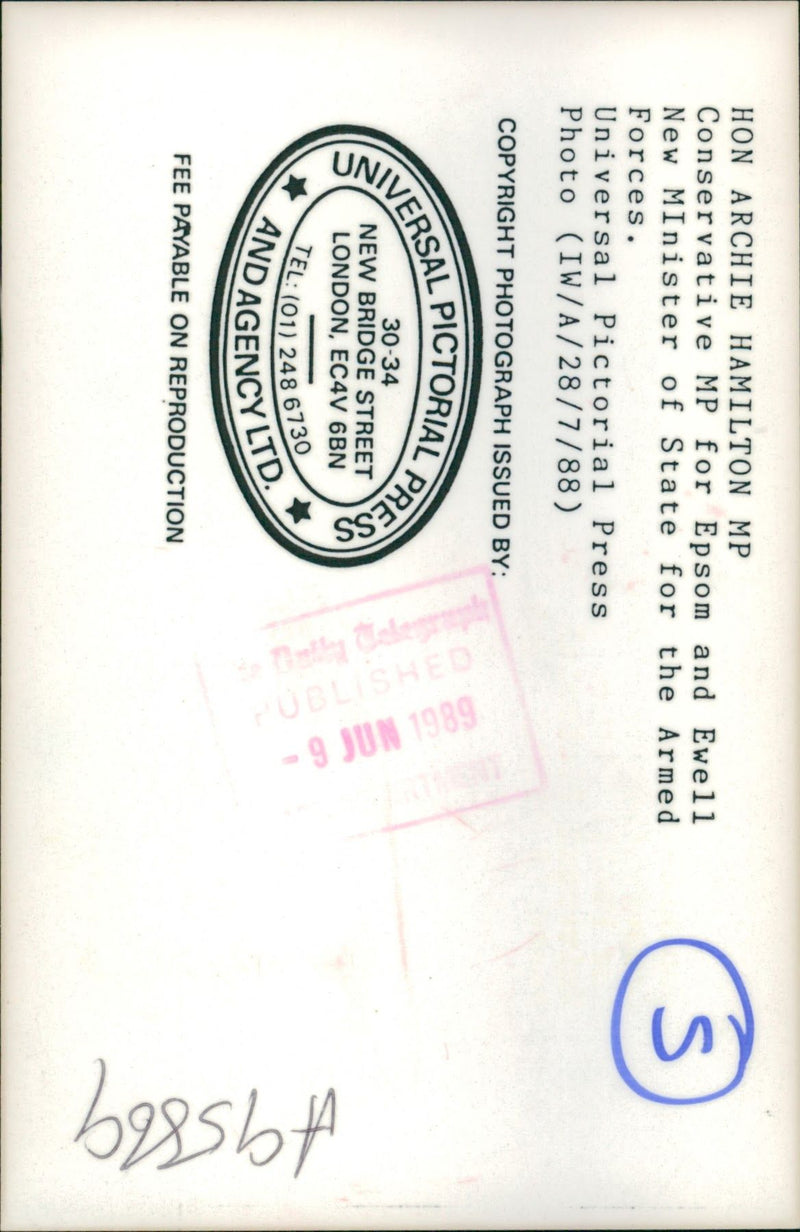 HON ARCHIE HAMILTON MP
Conservative MP for Epsom and Ewell
New MInister of State for the Armed
Forces.
Universal Pictorial Press
Photo (IW/A/28/7/88)
COPYRIGHT PHOTOGRAPH ISSUED BY:
UNIVERSAL PICTORIAL PRESS
30-34
NEW BRIDGE STREET
LONDON, EC4V 6BN
TEL: (01) 248 6730
AND AGENCY LTD.
FEE PAYABLE ON REPRODUCTION
Daily Telegraph
PUBLISHED
- 9 JUN 1989
S